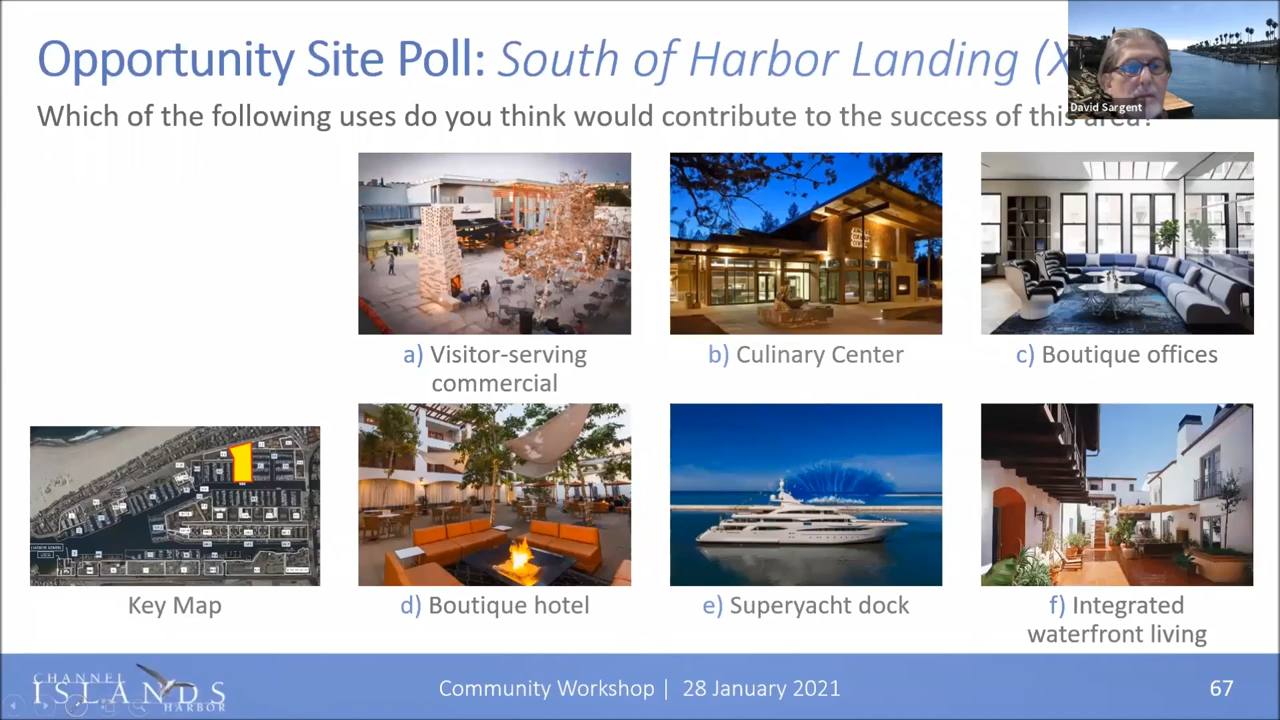 Opportunity Site Poll: South of Harbor Landing (X
David Sargent
Which of the following uses do you think would contribute to the success of this area?
a) Visitor-serving
commercial
b) Culinary Center
c) Boutique offices
Key Map
d) Boutique hotel
e) Superyacht dock
f) Integrated
waterfront living
CHANNEL
ISLANDS
HARBOR
Community Workshop | 28 January 2021
67